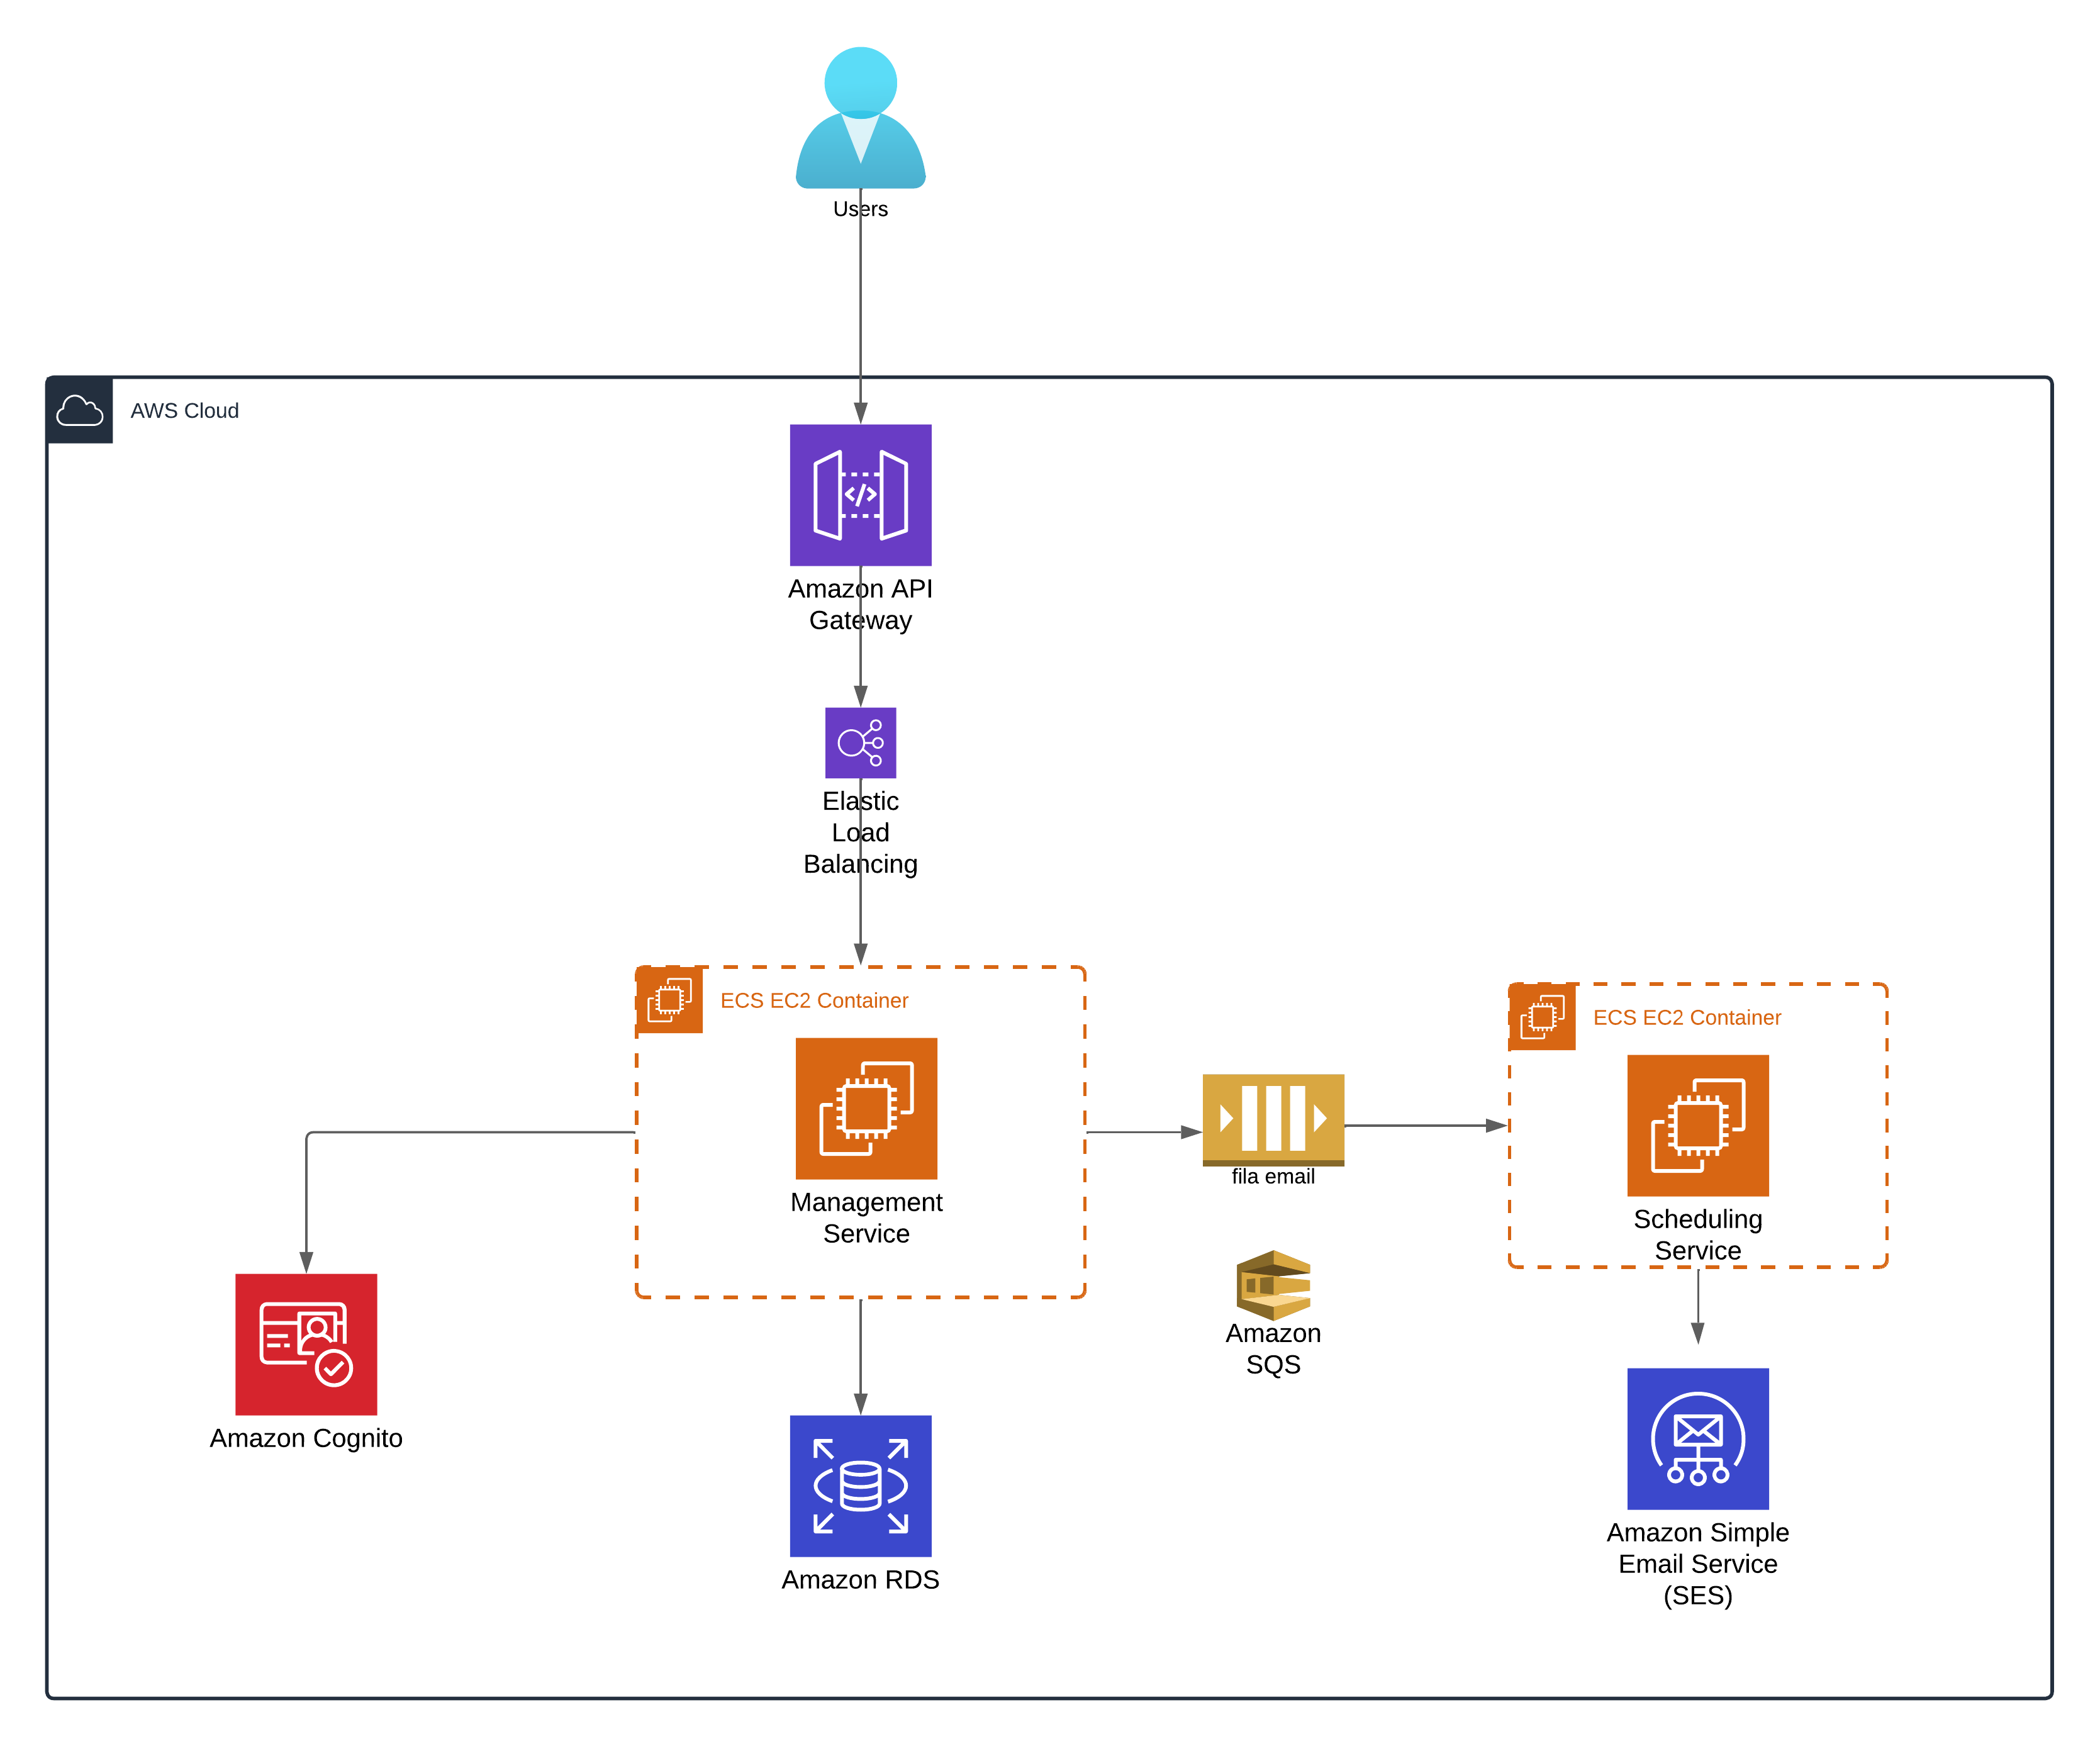 Users
AWS Cloud
Amazon API
Gateway
Elastic
Load
Balancing
ECS EC2 Container
Management
Service
fila email
Amazon
SQS
ECS EC2 Container
Scheduling
Service
Amazon Cognito
Amazon RDS
Amazon Simple
Email Service
(SES)